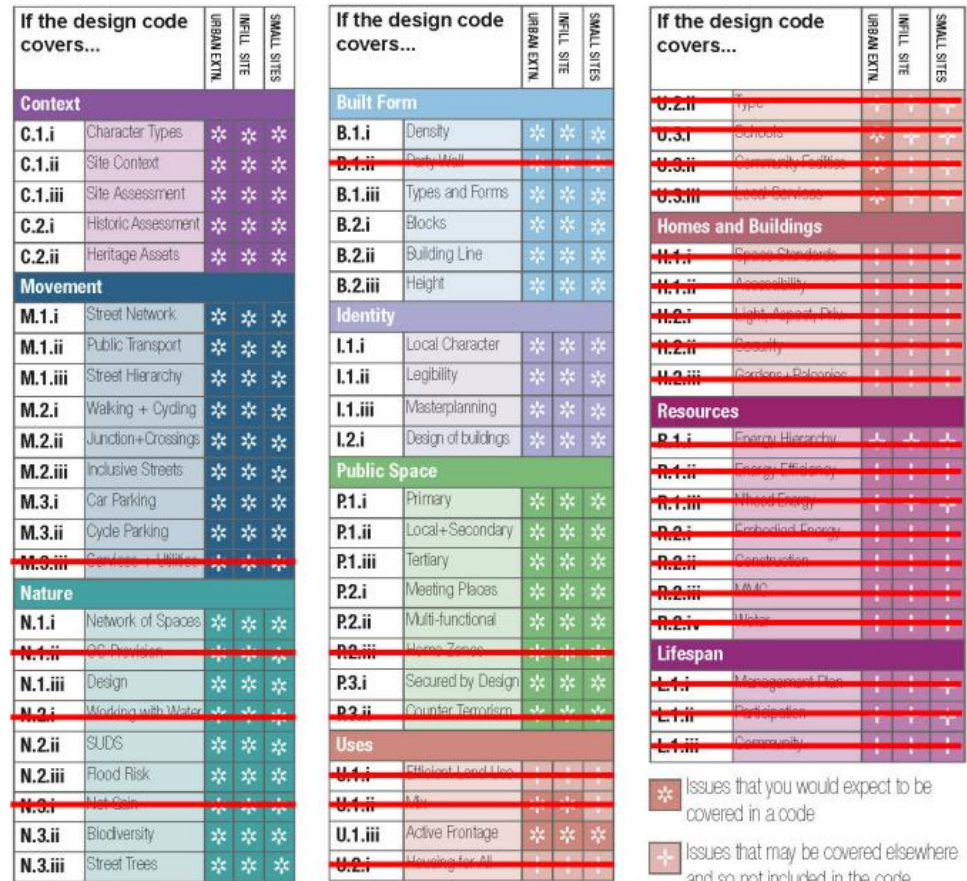 If the design code
covers...
URBAN EXTN.
INFILL SITE
SMALL SITES
Context
C.1.i Character Types
C.1.ii Site Context
C.1.iii Site Assessment
C.2.i Historic Assessment
C.2.ii Heritage Assets
Movement
M.1.i Street Network
M.1.ii Public Transport
M.1.iii Street Hierarchy
M.2.i Walking + Cycling
M.2.ii Junction+Crossings
M.2.iii Inclusive Streets
M.3.i Car Parking
M.3.ii Cycle Parking
M.3.iii Services + Utilities
Nature
N.1.i Network of Spaces
N.1.ii OS Provision
N.1.iii Design
N.2.i Working with Water
N.2.ii SUDS
N.2.iii Flood Risk
N.3.i Net Gain
N.3.ii Biodiversity
N.3.iii Street Trees
If the design code
covers...
URBAN EXTN.
INFILL SITE
SMALL SITES
Built Form
B.1.i Density
B.1.ii Party Wall
B.1.iii Types and Forms
B.2.i Blocks
B.2.ii Building Line
B.2.iii Height
Identity
I.1.i Local Character
I.1.ii Legibility
I.1.iii Masterplanning
I.2.i Design of buildings
Public Space
P.1.i Primary
P.1.ii Local+Secondary
P.1.iii Tertiary
P.2.i Meeting Places
P.2.ii Multi-functional
P.2.iii Home Zones
P.3.i Secured by Design
P.3.ii Counter Terrorism
Uses
U.1.i Efficient Land Use
U.1.ii Mix
U.1.iii Active Frontage
U.2.i Housing for All
If the design code
covers...
URBAN EXTN.
INFILL SITE
SMALL SITES
U.2.ii Type
U.3.i Schools
U.3.ii Community Facilities
U.3.iii Local Services
Homes and Buildings
H.1.i Space Standards
H.1.ii Accessibility
H.2.i Light, Aspect, Priv.
H.2.ii Security
H.2.iii Gardens+Balconies
Resources
R.1.i Energy Hierarchy
R.1.ii Energy Efficiency
R.1.iii N'hood Energy
R.2.i Embodied Energy
R.2.ii Construction
R.2.iii MMC
R.2.iv Water
Lifespan
L.1.i Management Plan
L.1.ii Participation
L.1.iii Community
Issues that you would expect to be
covered in a code
Issues that may be covered elsewhere
and so not included in the code